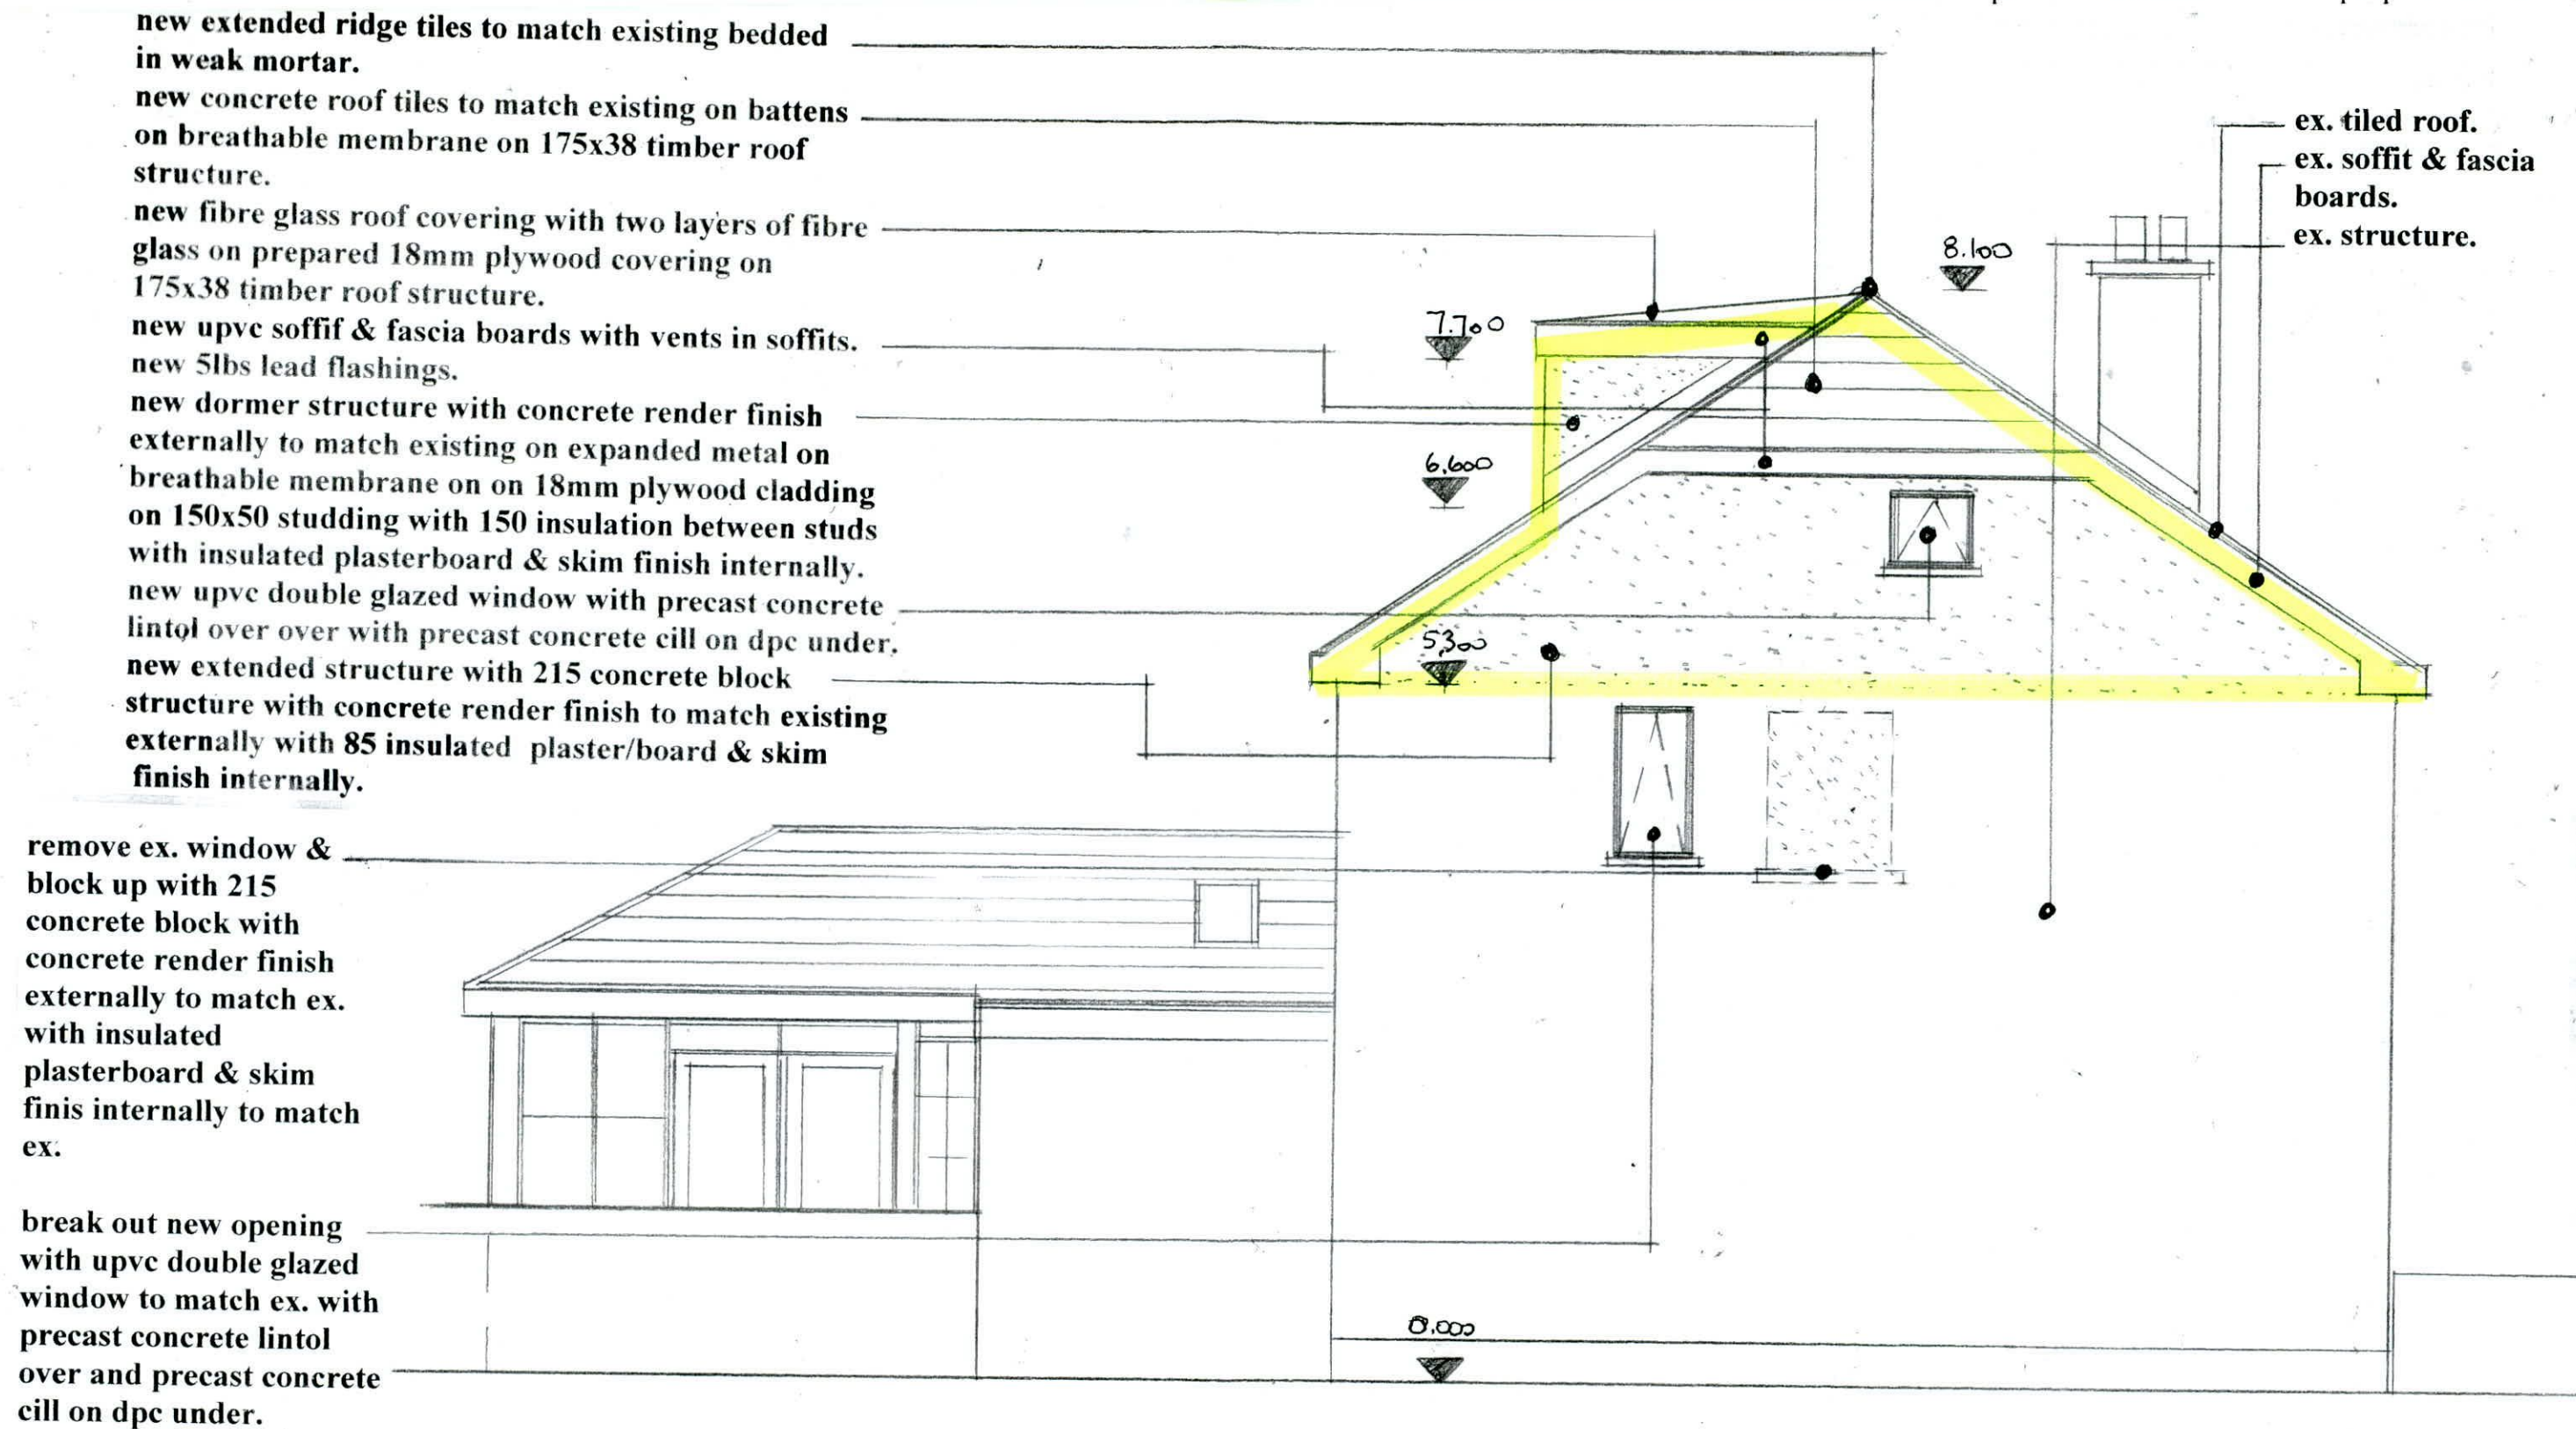 new extended ridge tiles to match existing bedded
in weak mortar.
new concrete roof tiles to match existing on battens
on breathable membrane on 175x38 timber roof
structure.
new fibre glass roof covering with two layers of fibre
glass on prepared 18mm plywood covering on
175x38 timber roof structure.
new upvc soffif & fascia boards with vents in soffits.
new 5lbs lead flashings.
new dormer structure with concrete render finish
externally to match existing on expanded metal on
breathable membrane on on 18mm plywood cladding
on 150x50 studding with 150 insulation between studs
with insulated plasterboard & skim finish internally.
new upvc double glazed window with precast concrete
lintol over over with precast concrete cill on dpc under.
new extended structure with 215 concrete block
structure with concrete render finish to match existing
externally with 85 insulated plaster/board & skim
finish internally.
remove ex. window &
block up with 215
concrete block with
concrete render finish
externally to match ex.
with insulated
plasterboard & skim
finis internally to match
ex.
break out new opening
with upvc double glazed
window to match ex. with
precast concrete lintol
over and precast concrete
cill on dpc under.
ex. tiled roof.
ex. soffit & fascia
boards.
ex. structure.
8.100
7.700
6.600
5,300
0.000